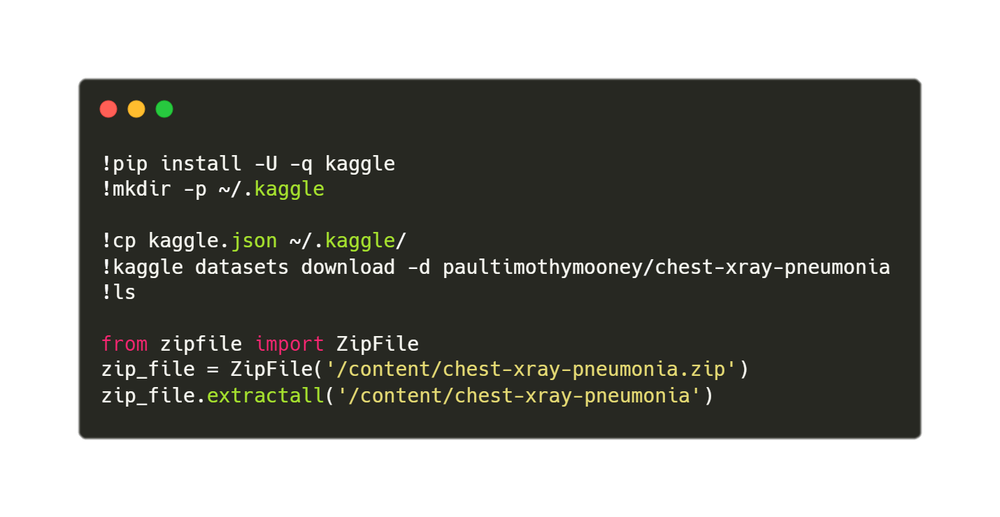 !pip install -U -q kaggle
!mkdir -p ~/.kaggle
!cp kaggle.json ~/.kaggle/
!kaggle datasets download -d paultimothymooney/chest-xray-pneumonia
!ls
from zipfile import ZipFile
zip_file = ZipFile('/content/chest-xray-pneumonia.zip')
zip_file.extractall('/content/chest-xray-pneumonia')